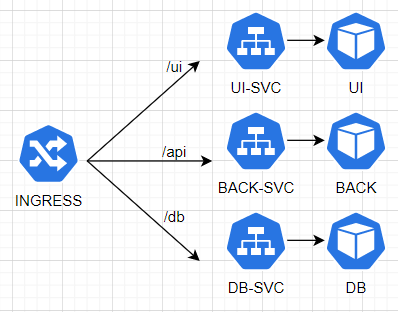 /ui
UI-SVC
UI
INGRESS
/api
BACK-SVC
BACK
/db
DB-SVC
DB